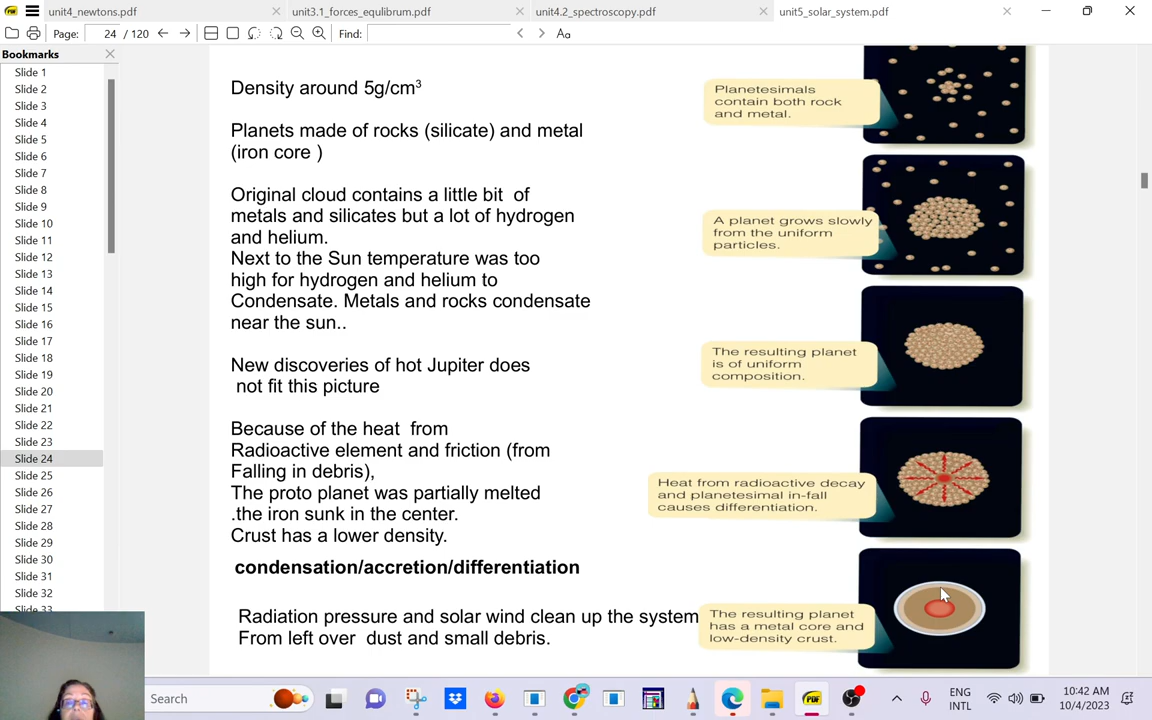 unit4_newtons.pdf
unit3.1_forces_equlibrum.pdf
unit4.2_spectroscopy.pdf
unit5_solar_system.pdf
Page: 24 / 120
Find:
Aa
Bookmarks
Slide 1
Slide 2
Slide 3
Slide 4
Slide 5
Slide 6
Slide 7
Slide 8
Slide 9
Slide 10
Slide 11
Slide 12
Slide 13
Slide 14
Slide 15
Slide 16
Slide 17
Slide 18
Slide 19
Slide 20
Slide 21
Slide 22
Slide 23
Slide 24
Slide 25
Slide 26
Slide 27
Slide 28
Slide 29
Slide 30
Slide 31
Slide 32
Slide 33
Density around 5g/cm³
Planets made of rocks (silicate) and metal
(iron core )
Original cloud contains a little bit of
metals and silicates but a lot of hydrogen
and helium.
Next to the Sun temperature was too
high for hydrogen and helium to
Condensate. Metals and rocks condensate
near the sun..
New discoveries of hot Jupiter does
not fit this picture
Because of the heat from
Radioactive element and friction (from
Falling in debris),
The proto planet was partially melted
.the iron sunk in the center.
Crust has a lower density.
condensation/accretion/differentiation
Radiation pressure and solar wind clean up the system
From left over dust and small debris.
Planetesimals
contain both rock
and metal.
A planet grows slowly
from the uniform
particles.
The resulting planet
is of uniform
composition.
Heat from radioactive decay
and planetesimal in-fall
causes differentiation.
The resulting planet
has a metal core and
low-density crust.
Search
PDF
ENG
INTL
10:42 AM
10/4/2023